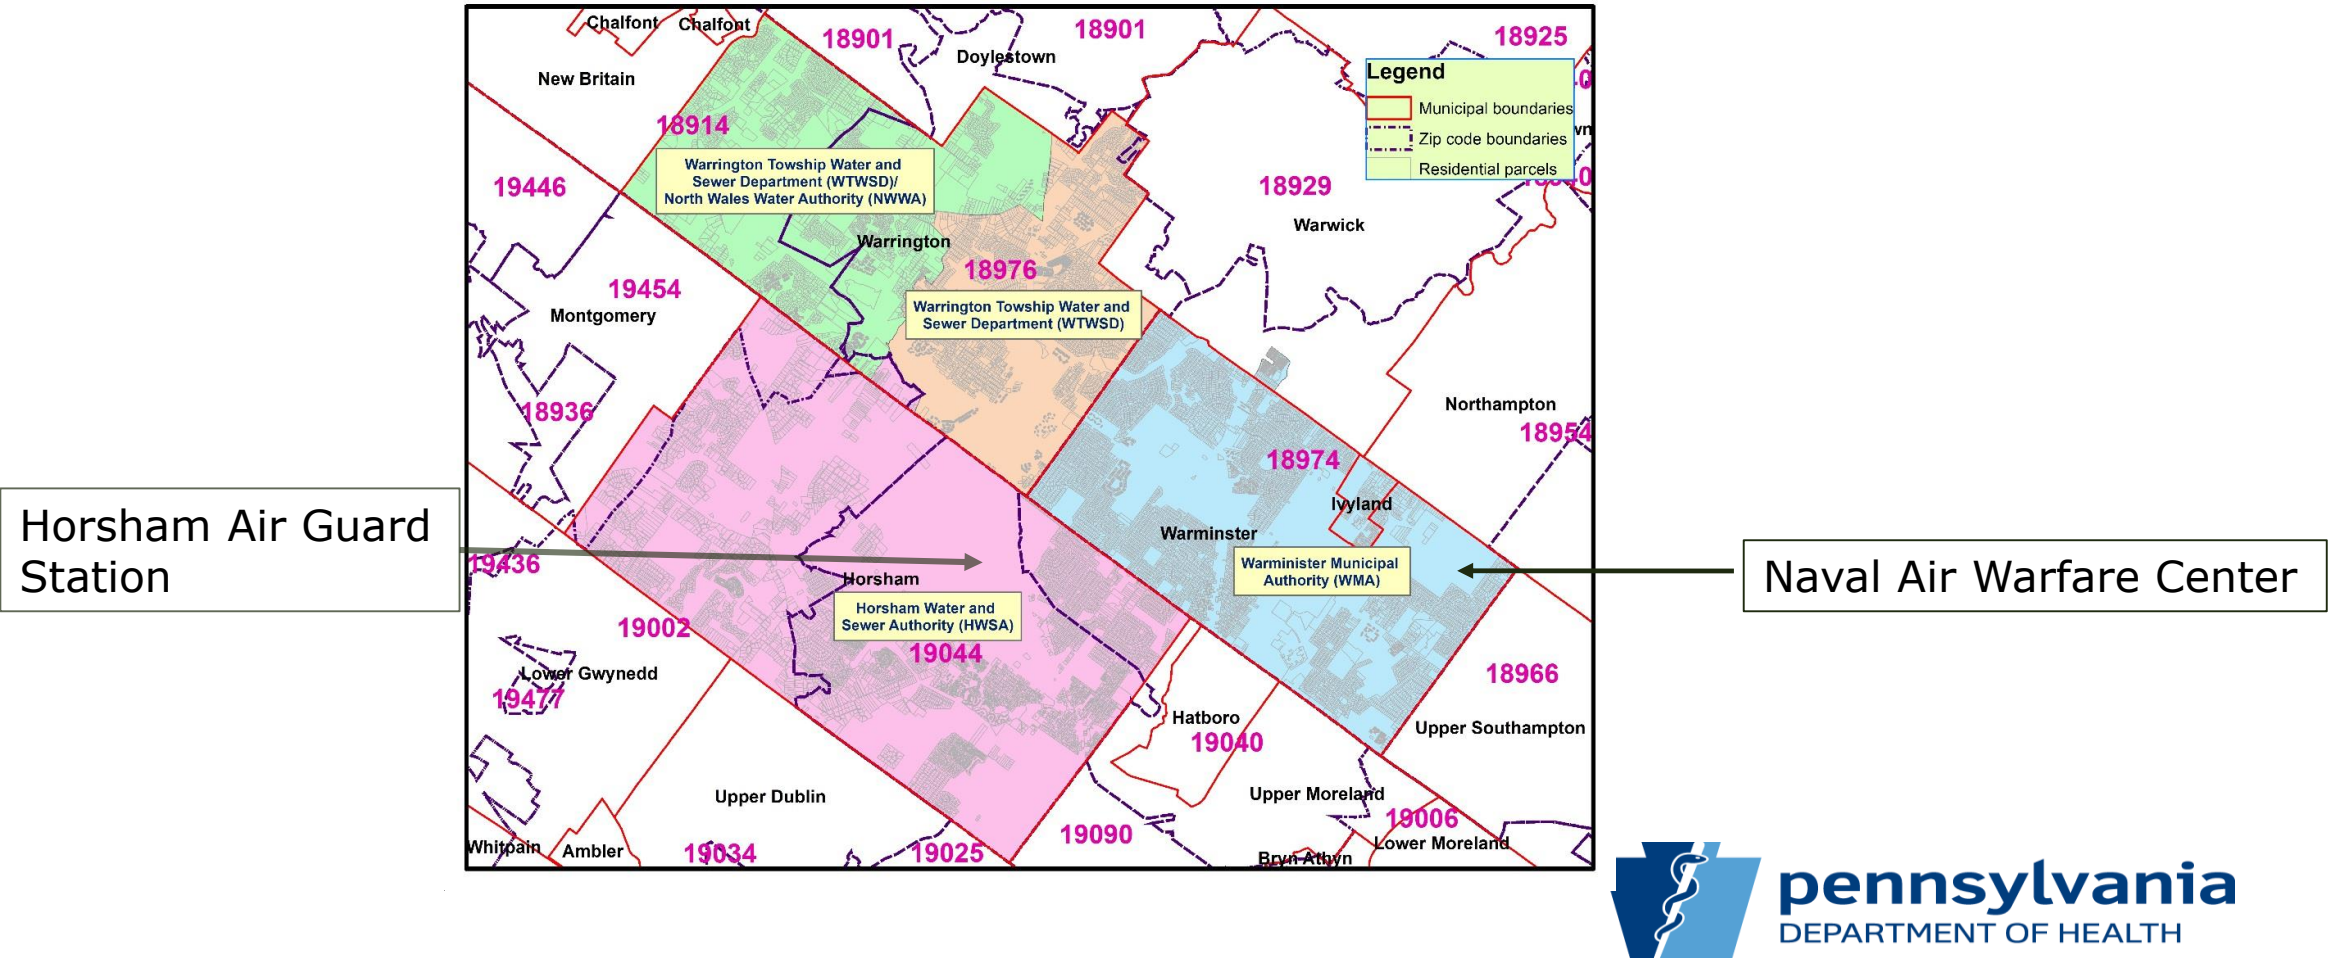 Chalfont
Chalfont
18901
18901
18925
Doylestown
New Britain
Legend
Municipal boundaries
Zip code boundaries
Residential parcels
18914
Warrington Towship Water and
Sewer Department (WTWSD)/
North Wales Water Authority (NWWA)
19446
18929
Warwick
Warrington
18976
19454
Montgomery
Warrington Towship Water and
Sewer Department (WTWSD)
18936
Northampton
18954
18974
Ivyland
Warminster
Horsham Air Guard
Station
19436
Horsham
Warminister Municipal
Authority (WMA)
Naval Air Warfare Center
Horsham Water and
Sewer Authority (HWSA)
19002
19044
Lower Gwynedd
19477
18966
Upper Southampton
Hatboro
19040
Upper Dublin
Upper Moreland
19006
Lower Moreland
19090
Whitpain
Ambler
19034
19025
Bryn Athyn
pennsylvania
DEPARTMENT OF HEALTH